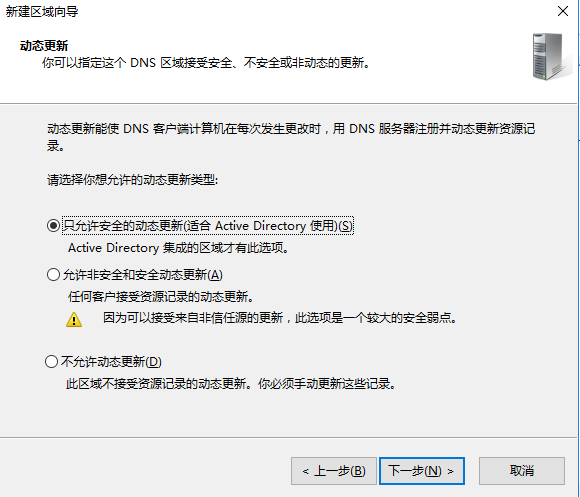 新建区域向导
动态更新
你可以指定这个 DNS 区域接受安全、不安全或非动态的更新。
动态更新能使 DNS 客户端计算机在每次发生更改时，用 DNS 服务器注册并动态更新资源记
录。
请选择你想允许的动态更新类型:
只允许安全的动态更新(适合 Active Directory 使用)(S)
Active Directory 集成的区域才有此选项。
允许非安全和安全动态更新(A)
任何客户接受资源记录的动态更新。
因为可以接受来自非信任源的更新，此选项是一个较大的安全弱点。
不允许动态更新(D)
此区域不接受资源记录的动态更新。你必须手动更新这些记录。
< 上一步(B)
下一步(N) >
取消